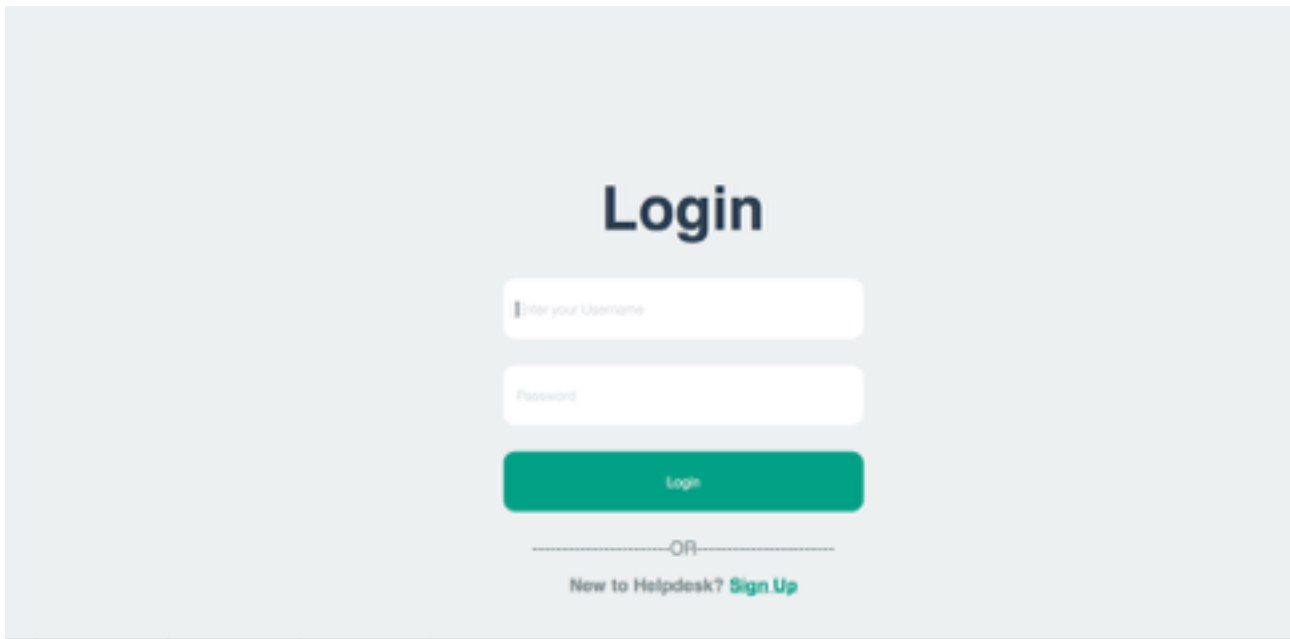 Login
Enter your Username
Password
Login
-----------------------OR-----------------------
New to Helpdesk? Sign Up